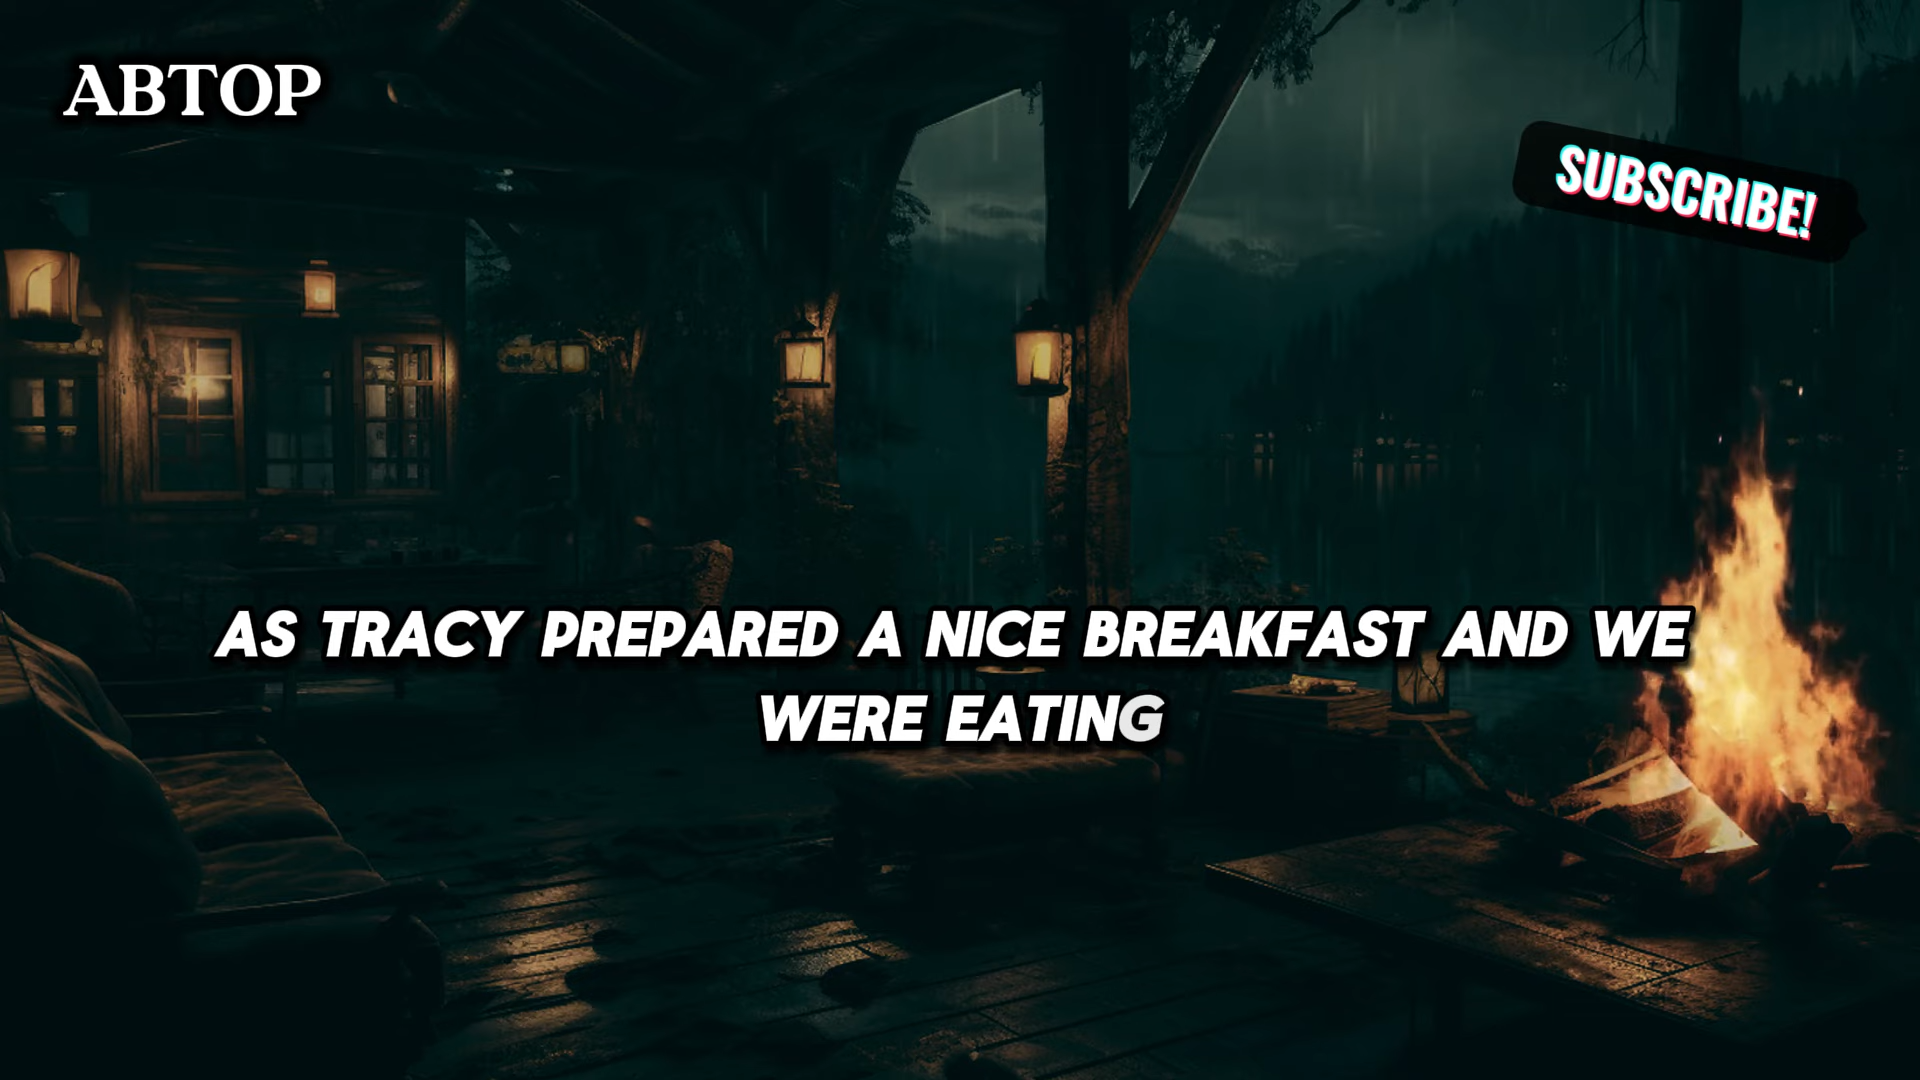 ABTOP
SUBSCRIBE!
AS TRACY PREPARED A NICE BREAKFAST AND WE
WERE EATING